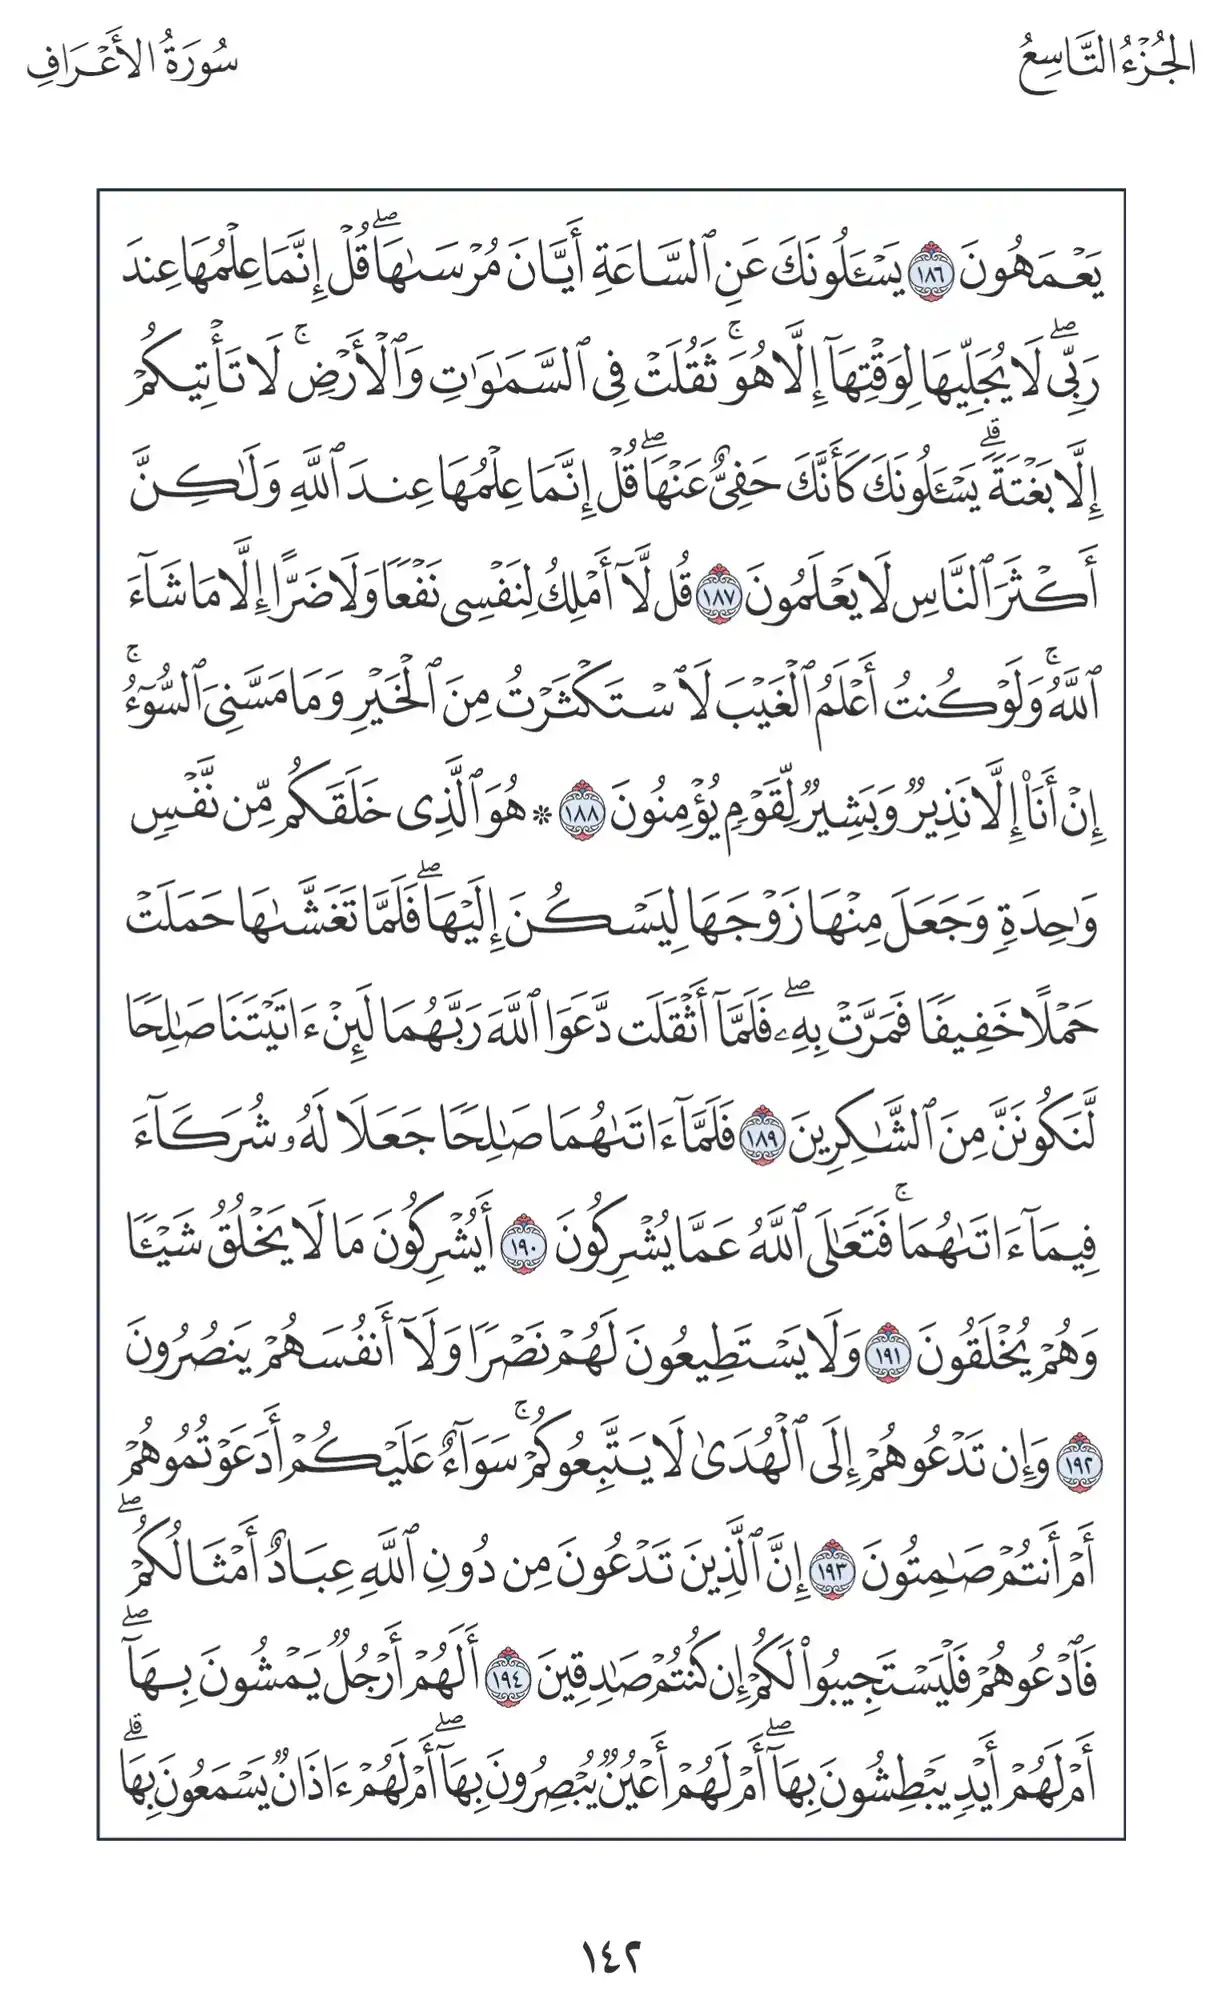 الجُزْءُ التَّاسِعُ
سُورَةُ الأَعْرَافِ
يَعْمَهُونَ ١٨٦ يَسْـَٔلُونَكَ عَنِ ٱلسَّاعَةِ أَيَّانَ مُرْسَىٰهَاۖ قُلْ إِنَّمَا عِلْمُهَا عِندَ
رَبِّىۖ لَا يُجَلِّيهَا لِوَقْتِهَآ إِلَّا هُوَۚ ثَقُلَتْ فِى ٱلسَّمَٰوَٰتِ وَٱلْأَرْضِۚ لَا تَأْتِيكُمْ
إِلَّا بَغْتَةًۗ يَسْـَٔلُونَكَ كَأَنَّكَ حَفِىٌّ عَنْهَاۖ قُلْ إِنَّمَا عِلْمُهَا عِندَ ٱللَّهِ وَلَٰكِنَّ
أَكْثَرَ ٱلنَّاسِ لَا يَعْلَمُونَ ١٨٧ قُل لَّآ أَمْلِكُ لِنَفْسِى نَفْعًا وَلَا ضَرًّا إِلَّا مَا شَآءَ
ٱللَّهُۚ وَلَوْ كُنتُ أَعْلَمُ ٱلْغَيْبَ لَٱسْتَكْثَرْتُ مِنَ ٱلْخَيْرِ وَمَا مَسَّنِىَ ٱلسُّوٓءُۚ
إِنْ أَنَا۠ إِلَّا نَذِيرٌ وَبَشِيرٌ لِّقَوْمٍ يُؤْمِنُونَ ١٨٨ ۞ هُوَ ٱلَّذِى خَلَقَكُم مِّن نَّفْسٍ
وَٰحِدَةٍ وَجَعَلَ مِنْهَا زَوْجَهَا لِيَسْكُنَ إِلَيْهَاۖ فَلَمَّا تَغَشَّىٰهَا حَمَلَتْ
حَمْلًا خَفِيفًا فَمَرَّتْ بِهِۦۖ فَلَمَّآ أَثْقَلَت دَّعَوَا ٱللَّهَ رَبَّهُمَا لَئِنْ ءَاتَيْتَنَا صَٰلِحًا
لَّنَكُونَنَّ مِنَ ٱلشَّٰكِرِينَ ١٨٩ فَلَمَّآ ءَاتَىٰهُمَا صَٰلِحًا جَعَلَا لَهُۥ شُرَكَآءَ
فِيمَآ ءَاتَىٰهُمَاۚ فَتَعَٰلَى ٱللَّهُ عَمَّا يُشْرِكُونَ ١٩٠ أَيُشْرِكُونَ مَا لَا يَخْلُقُ شَيْـًٔا
وَهُمْ يُخْلَقُونَ ١٩١ وَلَا يَسْتَطِيعُونَ لَهُمْ نَصْرًا وَلَآ أَنفُسَهُمْ يَنصُرُونَ
١٩٢ وَإِن تَدْعُوهُمْ إِلَى ٱلْهُدَىٰ لَا يَتَّبِعُوكُمْۚ سَوَآءٌ عَلَيْكُمْ أَدَعَوْتُمُوهُمْ
أَمْ أَنتُمْ صَٰمِتُونَ ١٩٣ إِنَّ ٱلَّذِينَ تَدْعُونَ مِن دُونِ ٱللَّهِ عِبَادٌ أَمْثَالُكُمْۖ
فَٱدْعُوهُمْ فَلْيَسْتَجِيبُوا۟ لَكُمْ إِن كُنتُمْ صَٰدِقِينَ ١٩٤ أَلَهُمْ أَرْجُلٌ يَمْشُونَ بِهَآۖ
أَمْ لَهُمْ أَيْدٍ يَبْطِشُونَ بِهَآۖ أَمْ لَهُمْ أَعْيُنٌ يُبْصِرُونَ بِهَآۖ أَمْ لَهُمْ ءَاذَانٌ يَسْمَعُونَ بِهَاۗ
١٤٢